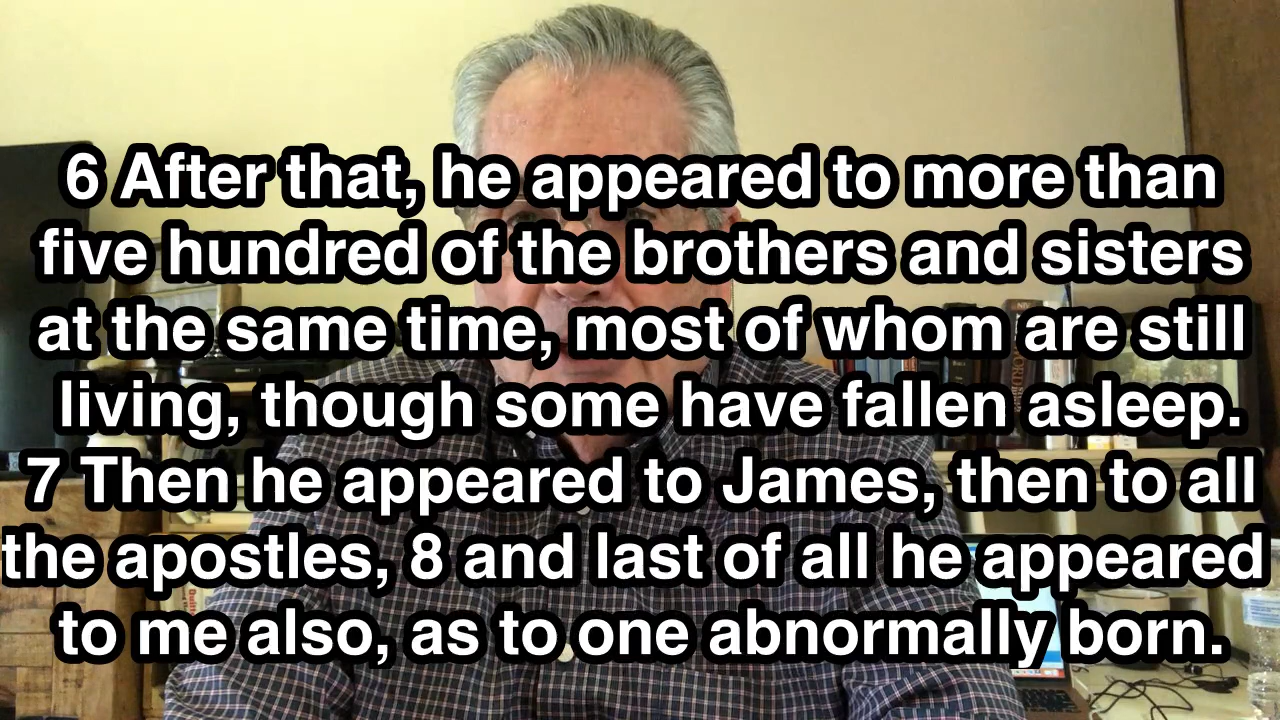 6 After that, he appeared to more than
five hundred of the brothers and sisters
at the same time, most of whom are still
living, though some have fallen asleep.
7 Then he appeared to James, then to all
the apostles, 8 and last of all he appeared
to me also, as to one abnormally born.